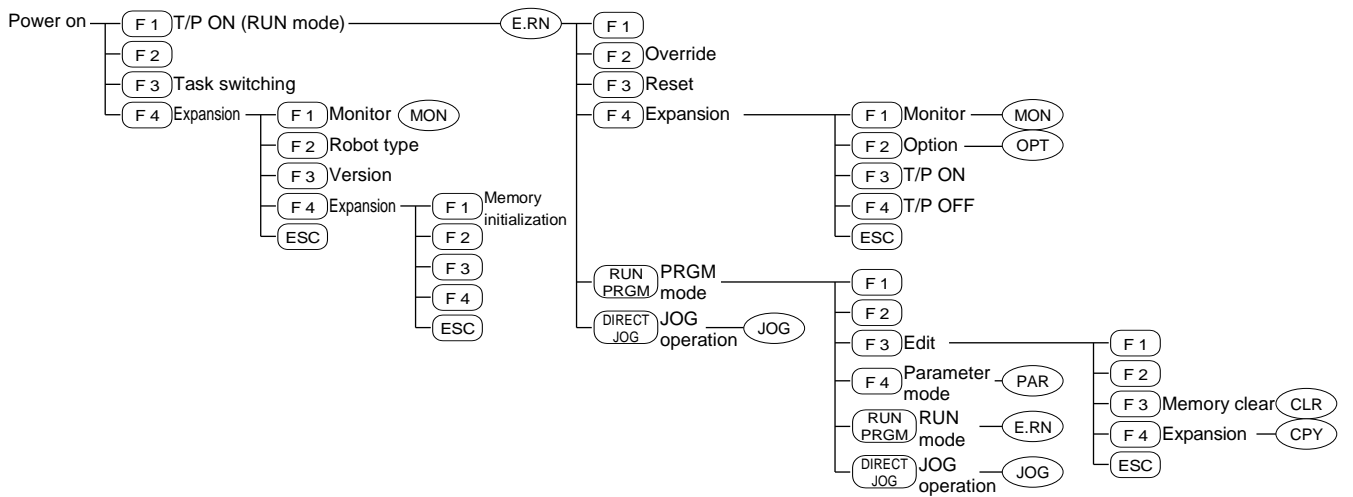 Power on F 1 T/P ON (RUN mode) E.RN F 1
F 2 F 2 Override
F 3 Task switching F 3 Reset
F 4 Expansion F 1 Monitor MON F 4 Expansion F 1 Monitor MON
F 2 Robot type F 2 Option OPT
F 3 Version F 3 T/P ON
F 4 Expansion F 1 Memory initialization F 4 T/P OFF
ESC F 2 ESC
F 3 RUN PRGM PRGM mode F 1
F 4 F 2
ESC DIRECT JOG JOG operation JOG F 3 Edit F 1
F 4 Parameter mode PAR F 2
F 3 Memory clear CLR
RUN PRGM RUN mode E.RN F 4 Expansion CPY
DIRECT JOG JOG operation JOG ESC